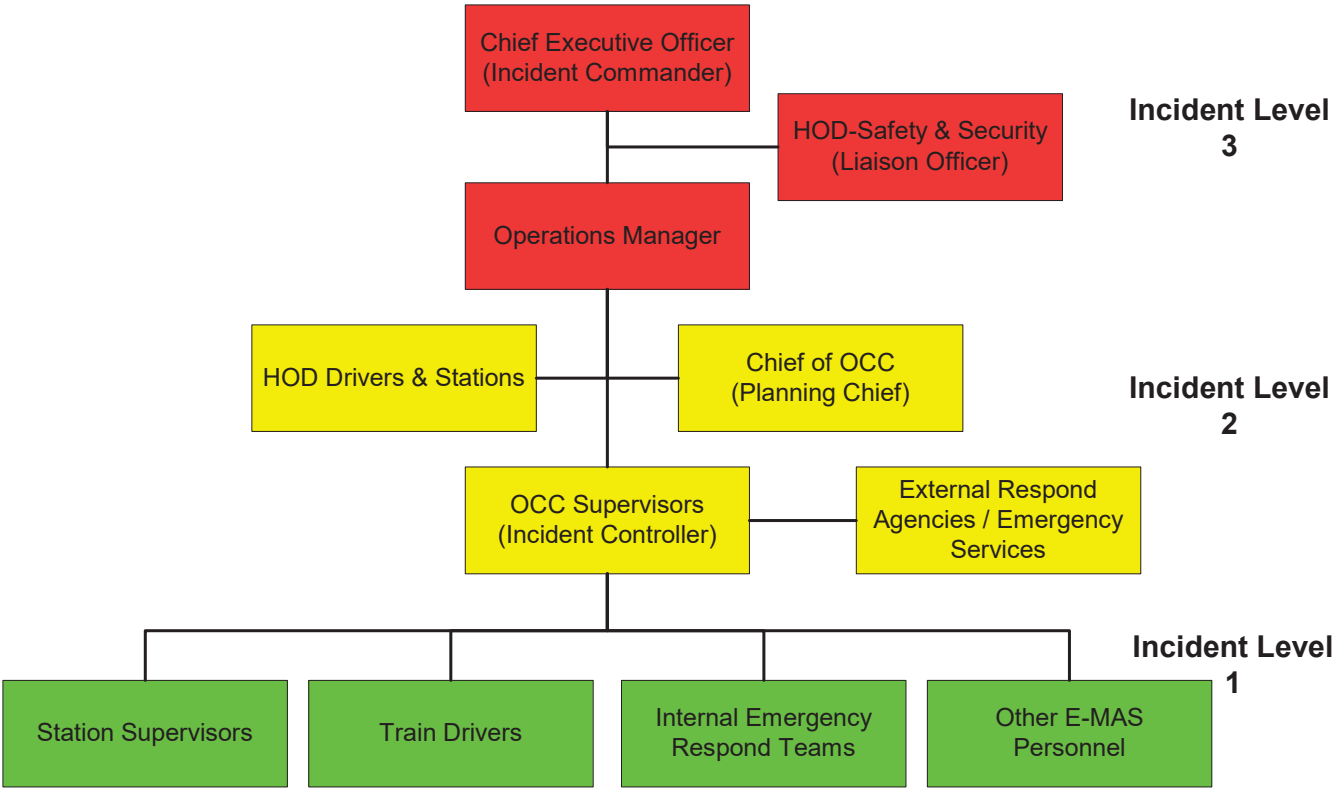 Chief Executive Officer
(Incident Commander)
Incident Level
3
HOD-Safety & Security
(Liaison Officer)
Operations Manager
HOD Drivers & Stations
Chief of OCC
(Planning Chief)
Incident Level
2
OCC Supervisors
(Incident Controller)
External Respond
Agencies / Emergency
Services
Incident Level
1
Station Supervisors
Train Drivers
Internal Emergency
Respond Teams
Other E-MAS
Personnel